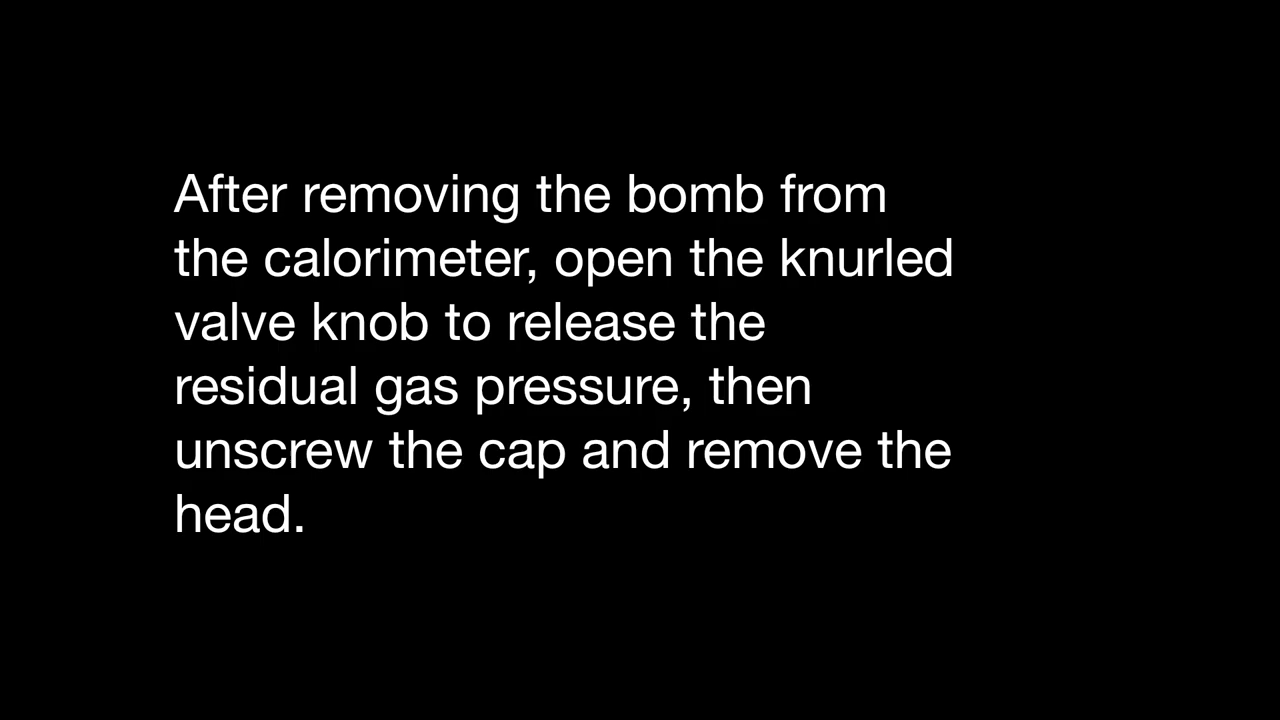 After removing the bomb from
the calorimeter, open the knurled
valve knob to release the
residual gas pressure, then
unscrew the cap and remove the
head.